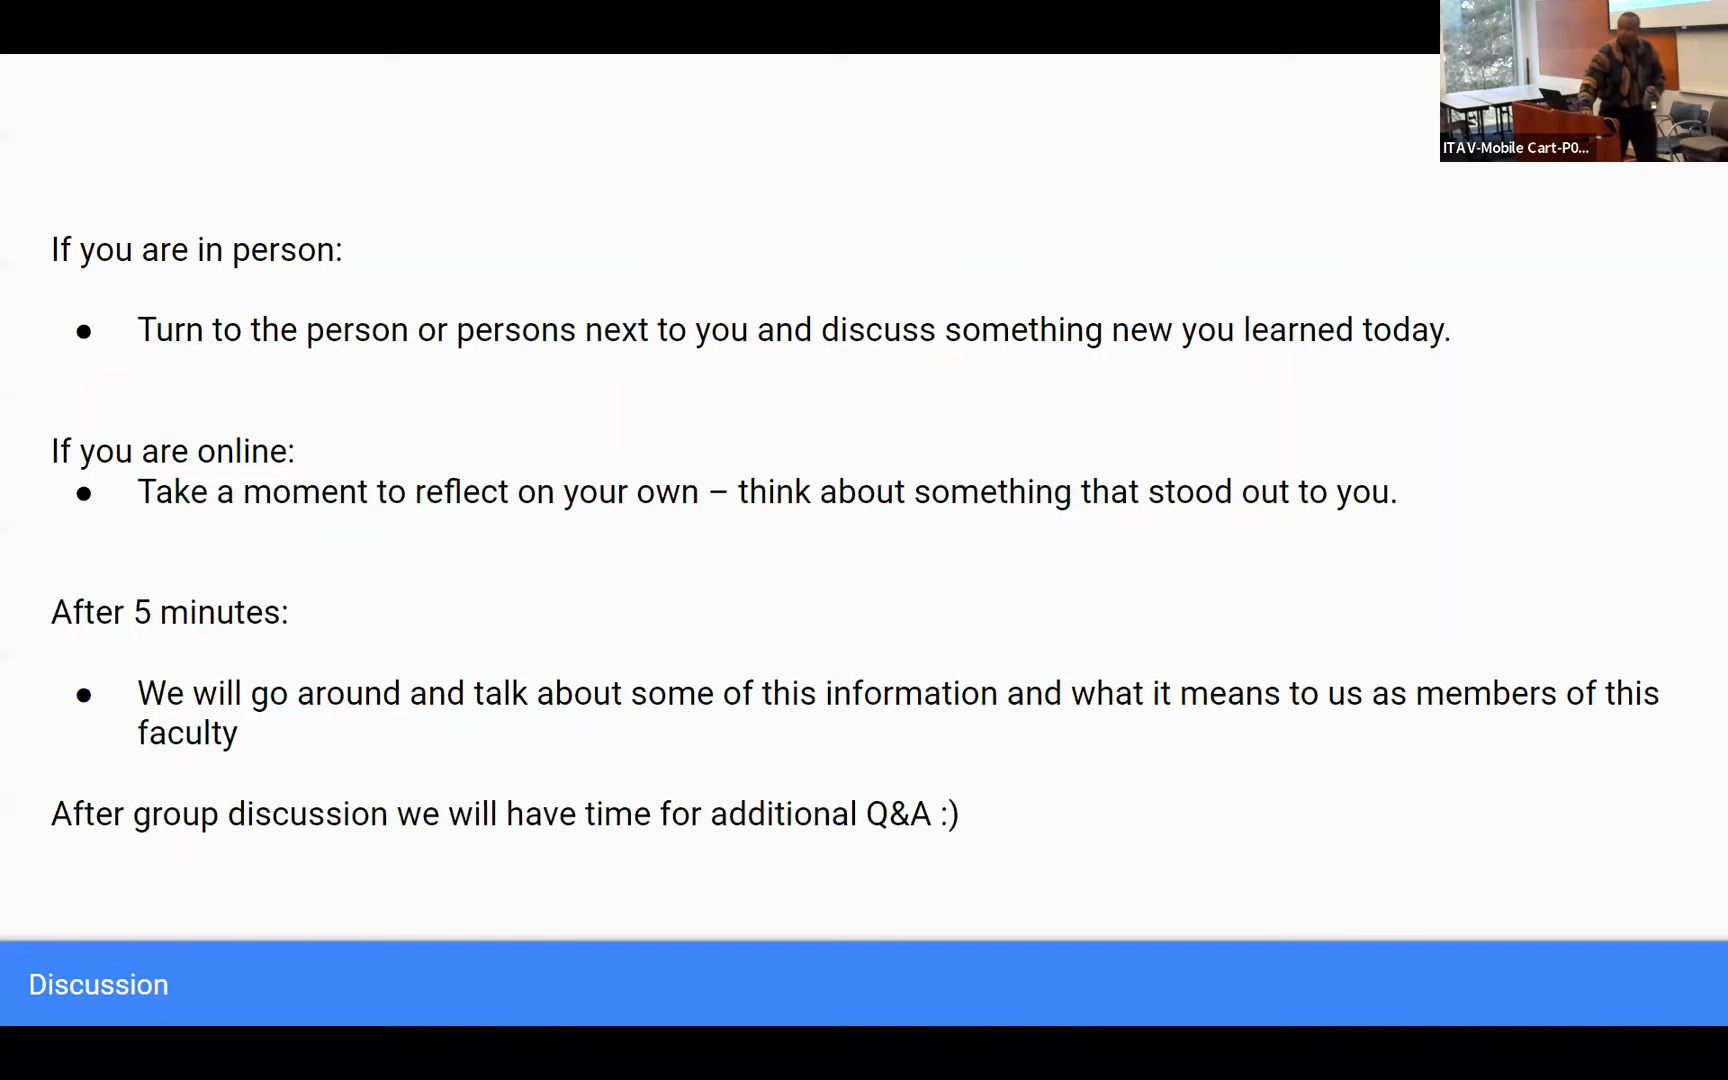 ITAV-Mobile Cart-P0...
If you are in person:
● Turn to the person or persons next to you and discuss something new you learned today.
If you are online:
● Take a moment to reflect on your own – think about something that stood out to you.
After 5 minutes:
● We will go around and talk about some of this information and what it means to us as members of this
faculty
After group discussion we will have time for additional Q&A :)
Discussion